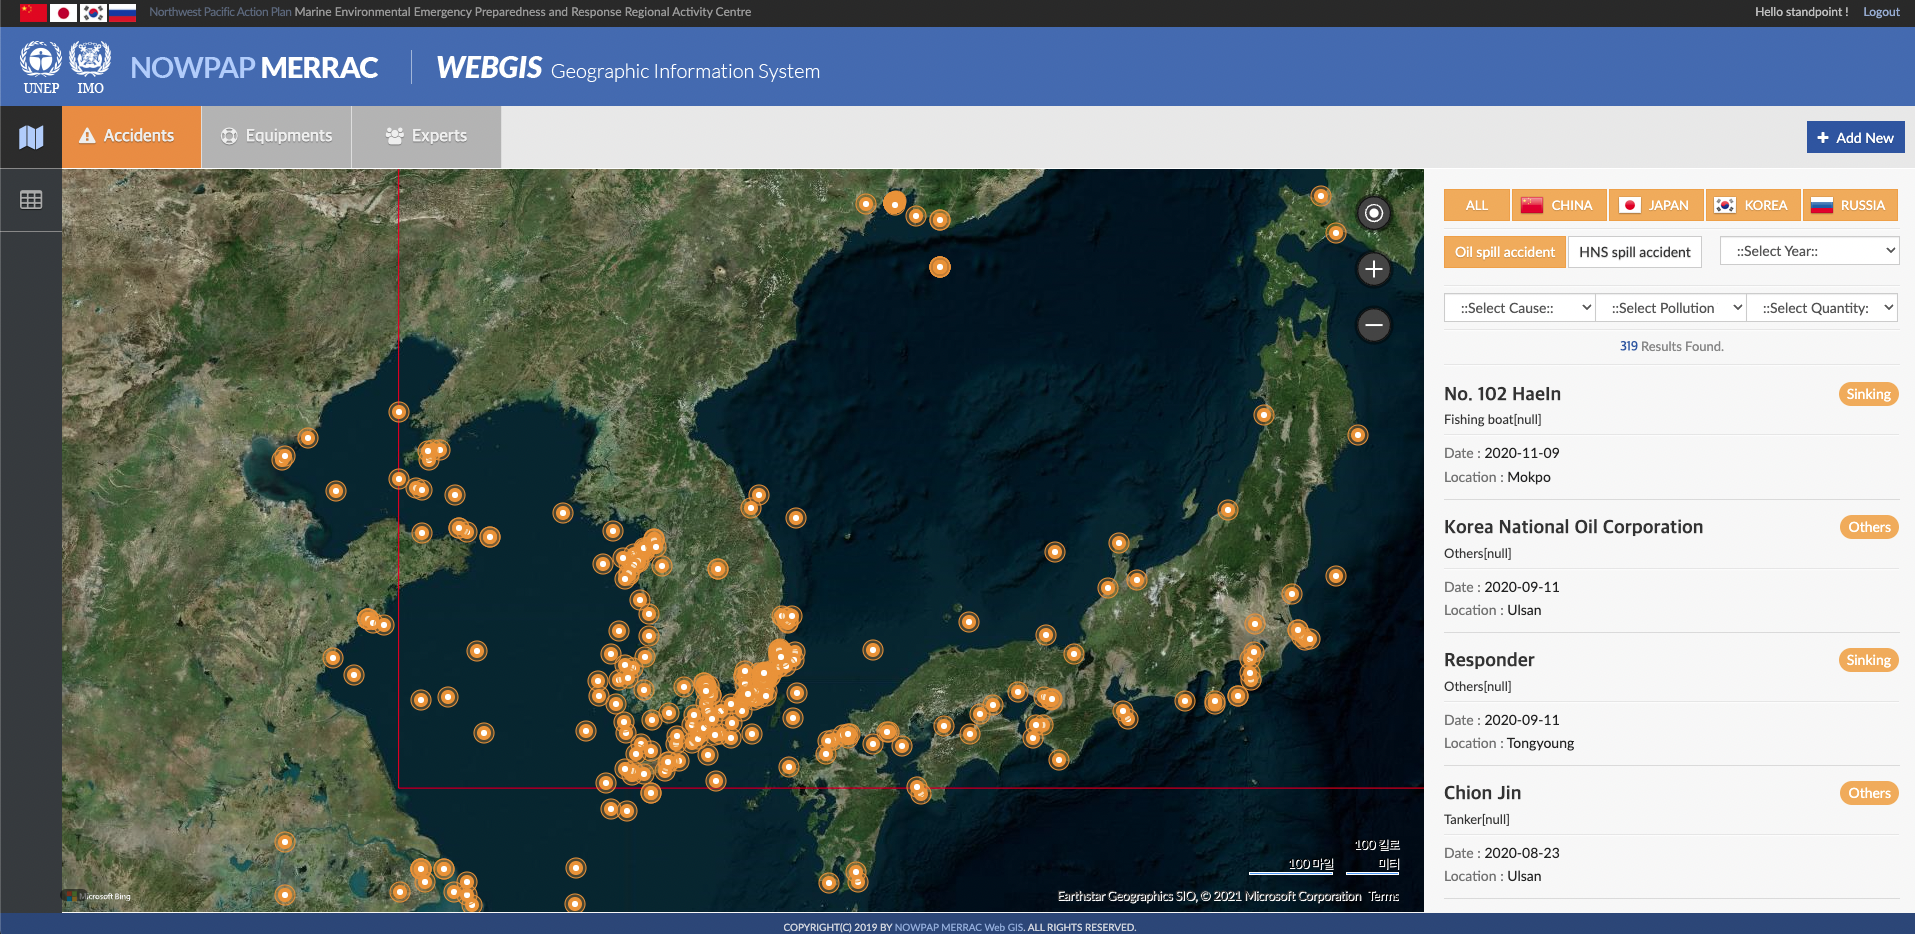 Northwest Pacific Action Plan Marine Environmental Emergency Preparedness and Response Regional Activity Centre
Hello standpoint !
Logout
UNEP
IMO
NOWPAP MERRAC
WEBGIS Geographic Information System
Accidents
Equipments
Experts
+ Add New
ALL
CHINA
JAPAN
KOREA
RUSSIA
Oil spill accident
HNS spill accident
::Select Year::
::Select Cause::
::Select Pollution
::Select Quantity:
319 Results Found.
No. 102 HaeIn
Sinking
Fishing boat[null]
Date : 2020-11-09
Location : Mokpo
Korea National Oil Corporation
Others
Others[null]
Date : 2020-09-11
Location : Ulsan
Responder
Sinking
Others[null]
Date : 2020-09-11
Location : Tongyoung
Chion Jin
Others
Tanker[null]
Date : 2020-08-23
Location : Ulsan
100 마일
100 킬로
미터
Microsoft Bing
Earthstar Geographics SIO, © 2021 Microsoft Corporation Terms
COPYRIGHT(C) 2019 BY NOWPAP MERRAC Web GIS. ALL RIGHTS RESERVED.